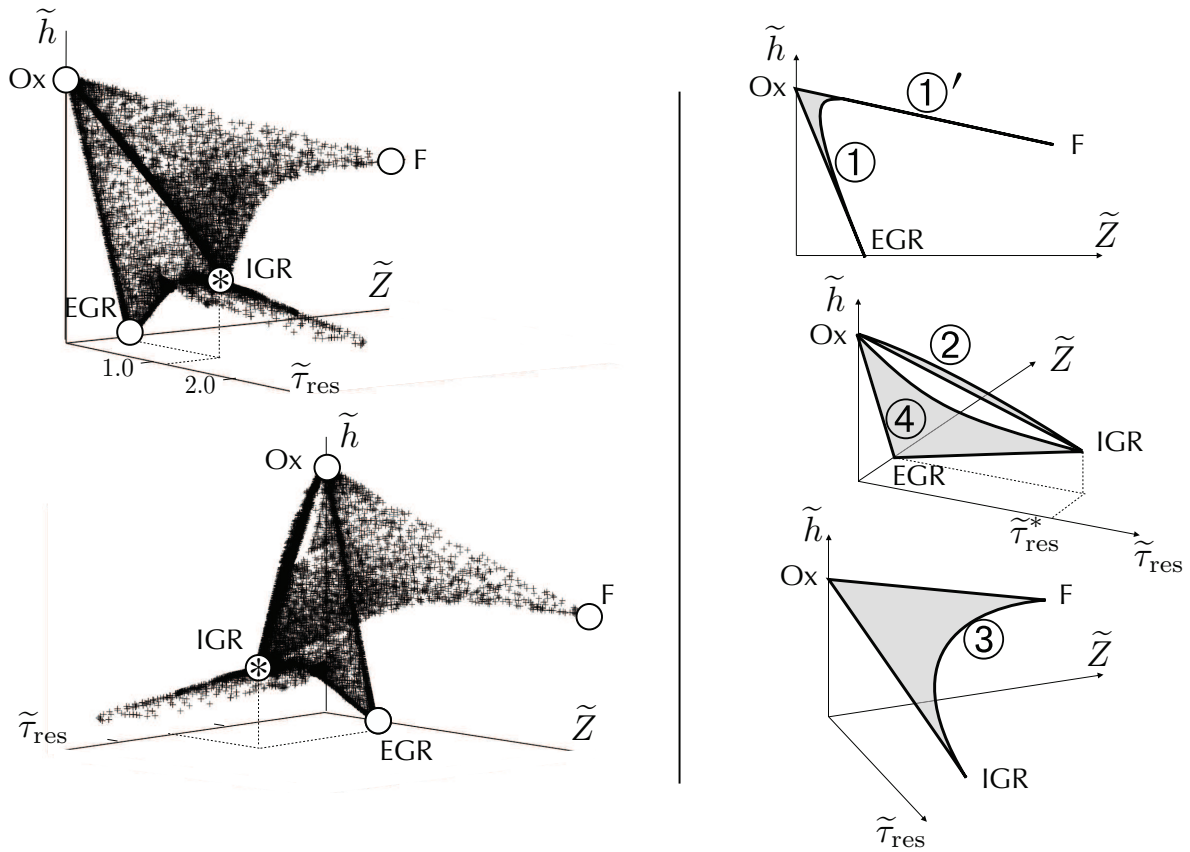 h̃
Ox
F
IGR
Z̃
EGR
1.0
2.0
τ̃res
h̃
Ox
F
IGR
τ̃res
Z̃
EGR
h̃
Ox
①′
F
①
EGR
Z̃
h̃
Ox
②
Z̃
④
IGR
EGR
τ̃*res
τ̃res
h̃
Ox
F
③
Z̃
IGR
τ̃res